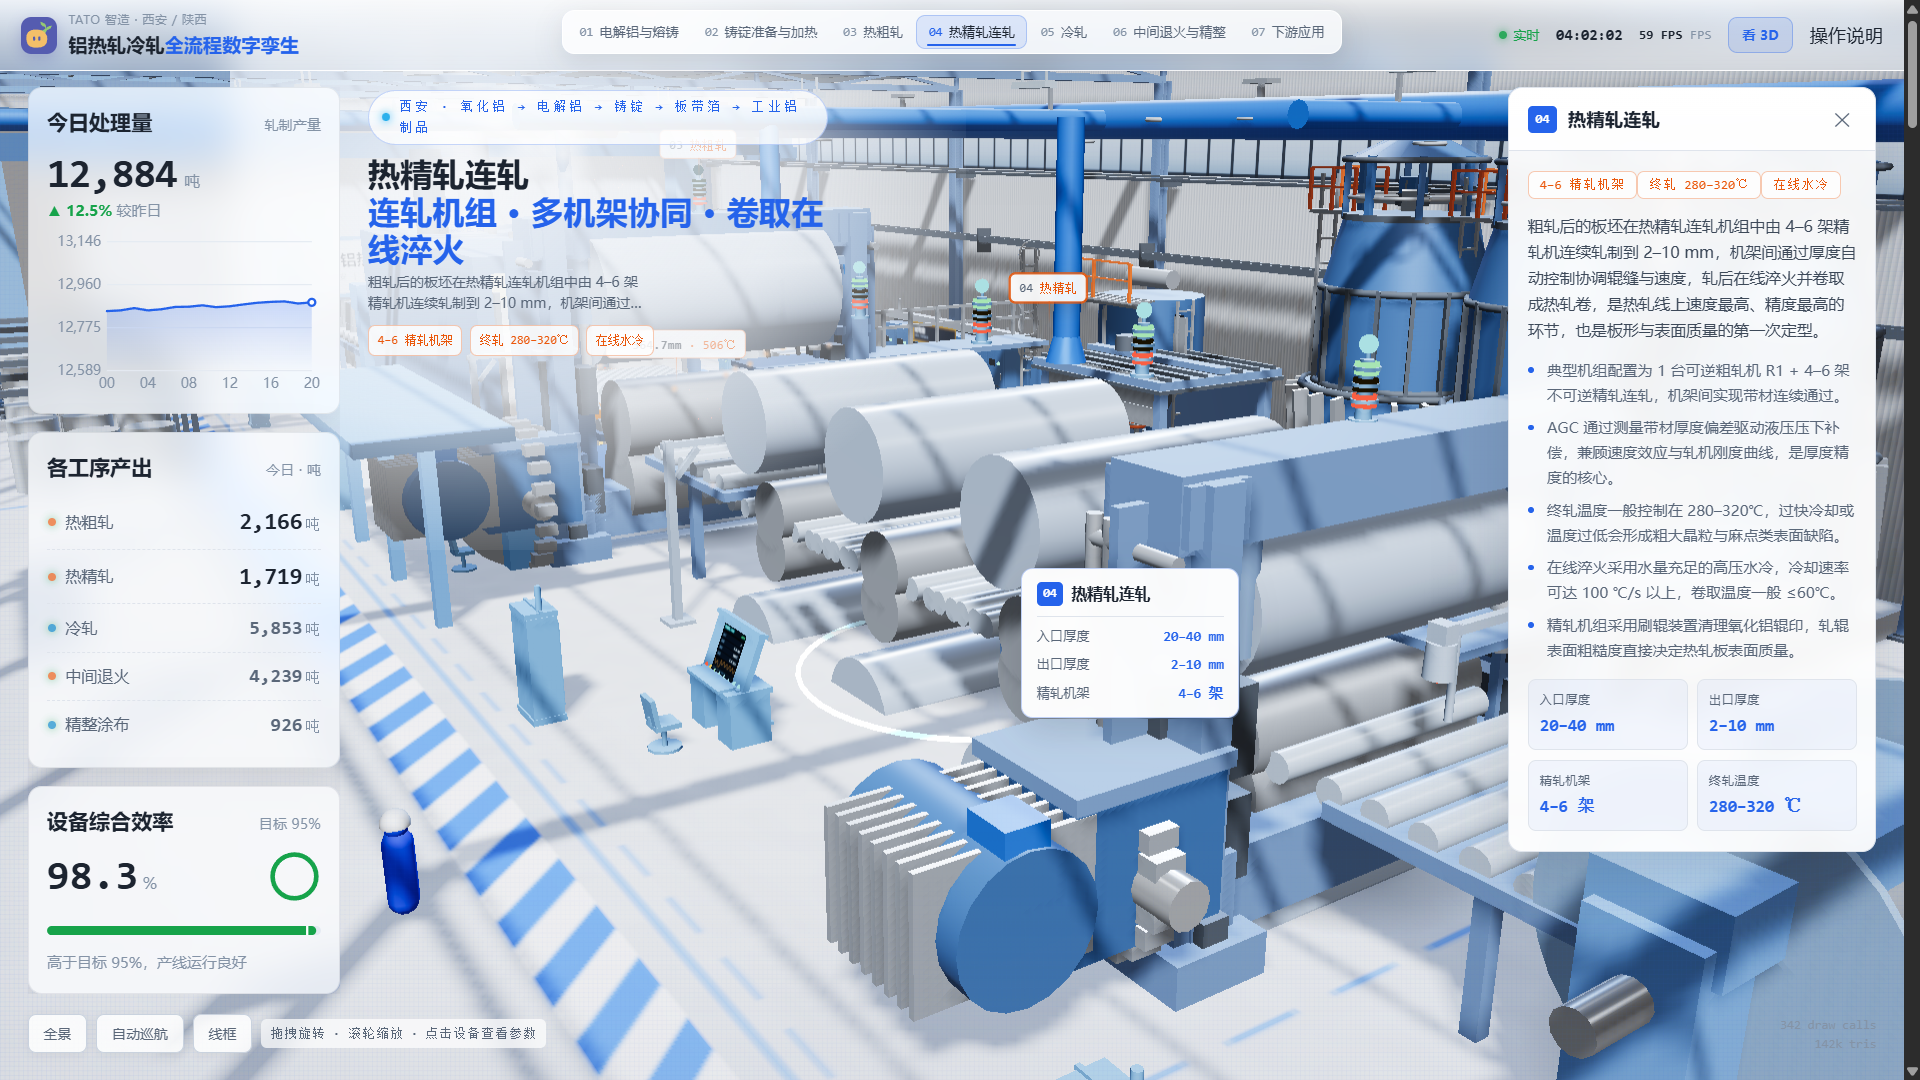 TATO 智造 · 西安 / 陕西
铝热轧冷轧全流程数字孪生
01 电解铝与熔铸
02 铸锭准备与加热
03 热粗轧
04 热精轧连轧
05 冷轧
06 中间退火与精整
07 下游应用
实时
04:02:02
59 FPS FPS
看 3D
操作说明
今日处理量
轧制产量
12,884 吨
▲ 12.5% 较昨日
13,146
12,960
12,775
12,589
00 04 08 12 16 20
各工序产出
今日 · 吨
热粗轧 2,166 吨
热精轧 1,719 吨
冷轧 5,853 吨
中间退火 4,239 吨
精整涂布 926 吨
设备综合效率
目标 95%
98.3 %
高于目标 95%，产线运行良好
全景
自动巡航
线框
拖拽旋转 · 滚轮缩放 · 点击设备查看参数
西安 · 氧化铝 → 电解铝 → 铸锭 → 板带箔 → 工业铝
制品
03 热粗轧
热精轧连轧
连轧机组 • 多机架协同 • 卷取在
线淬火
粗轧后的板坯在热精轧连轧机组中由 4–6 架
精轧机连续轧制到 2–10 mm，机架间通过…
4–6 精轧机架
终轧 280–320℃
在线水冷
.7mm · 506℃
04 热精轧
04 热精轧连轧
入口厚度 20–40 mm
出口厚度 2–10 mm
精轧机架 4–6 架
04 热精轧连轧
4–6 精轧机架
终轧 280–320℃
在线水冷
粗轧后的板坯在热精轧连轧机组中由 4–6 架精
轧机连续轧制到 2–10 mm，机架间通过厚度自
动控制协调辊缝与速度，轧后在线淬火并卷取
成热轧卷，是热轧线上速度最高、精度最高的
环节，也是板形与表面质量的第一次定型。
典型机组配置为 1 台可逆粗轧机 R1 + 4–6 架
不可逆精轧连轧，机架间实现带材连续通过。
AGC 通过测量带材厚度偏差驱动液压压下补
偿，兼顾速度效应与轧机刚度曲线，是厚度精
度的核心。
终轧温度一般控制在 280–320℃，过快冷却或
温度过低会形成粗大晶粒与麻点类表面缺陷。
在线淬火采用水量充足的高压水冷，冷却速率
可达 100 ℃/s 以上，卷取温度一般 ≤60℃。
精轧机组采用刷辊装置清理氧化铝辊印，轧辊
表面粗糙度直接决定热轧板表面质量。
入口厚度
20–40 mm
出口厚度
2–10 mm
精轧机架
4–6 架
终轧温度
280–320 ℃
342 draw calls
142k tris